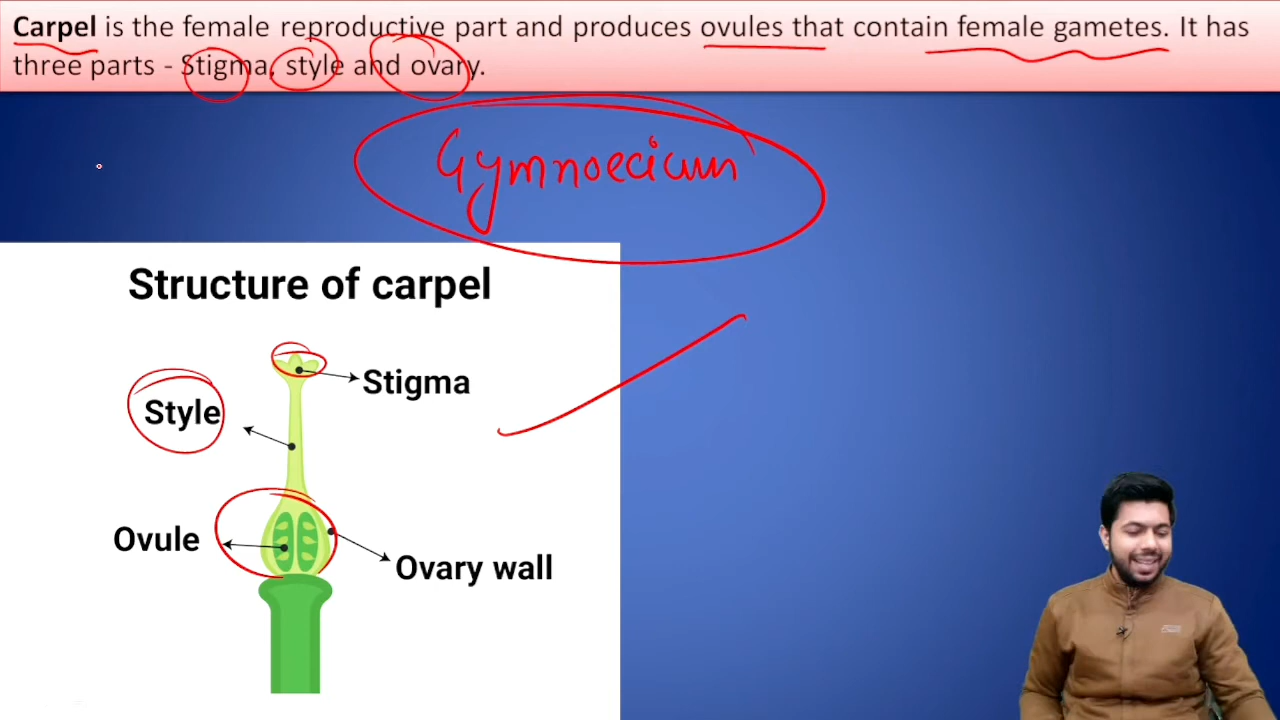 Carpel is the female reproductive part and produces ovules that contain female gametes. It has
three parts - Stigma, style and ovary.
Gymnoecium
Structure of carpel
Stigma
Style
Ovule
Ovary wall